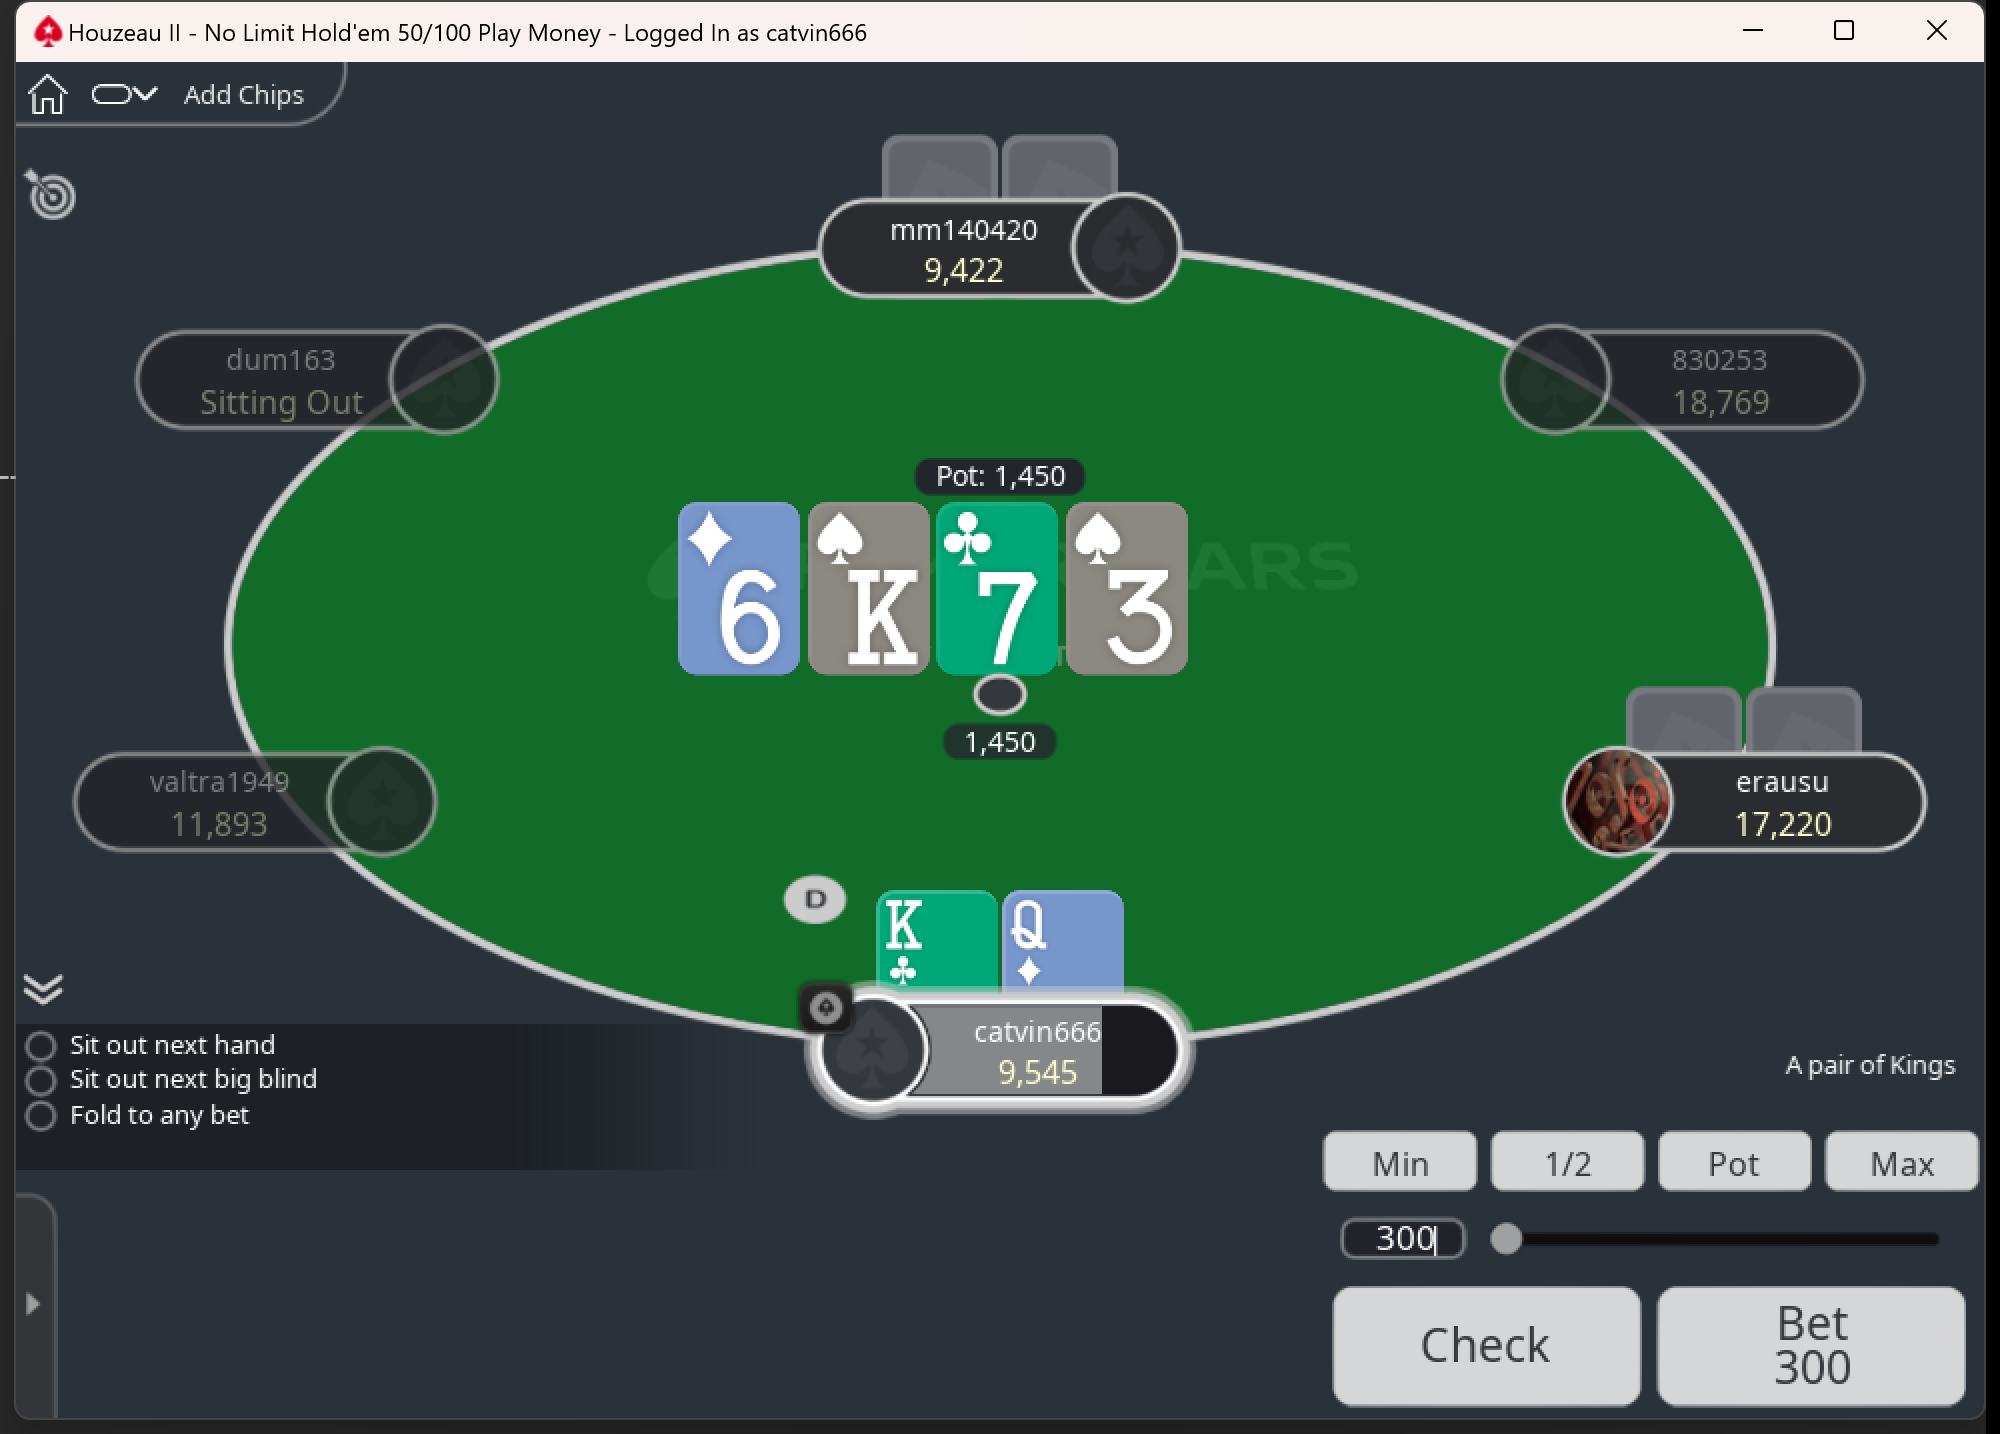 Houzeau II - No Limit Hold'em 50/100 Play Money - Logged In as catvin666
Add Chips
mm140420
9,422
dum163
Sitting Out
830253
18,769
Pot: 1,450
6
K
7
3
ARS
1,450
valtra1949
11,893
erausu
17,220
D
K
Q
catvin666
9,545
Sit out next hand
Sit out next big blind
Fold to any bet
A pair of Kings
Min
1/2
Pot
Max
300
Check
Bet
300